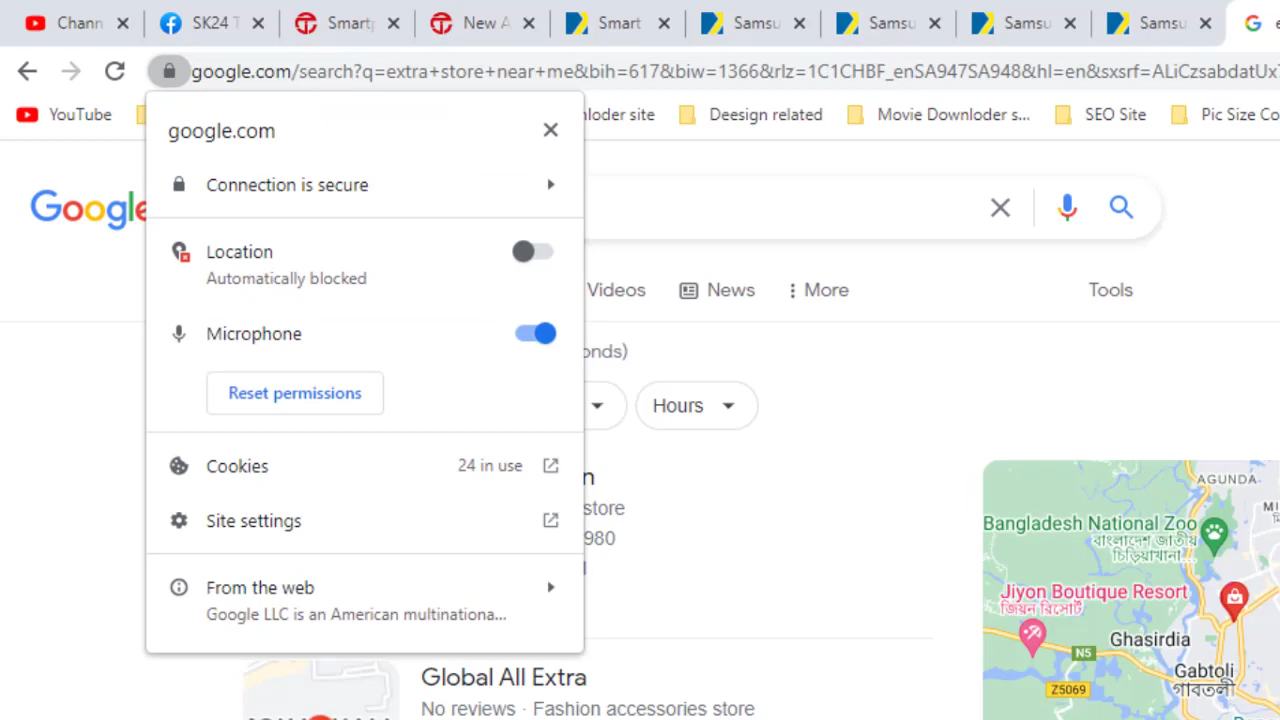 Chann
SK24 T
Smartp
New A
Smart
Samsu
Samsu
Samsu
Samsu
google.com/search?q=extra+store+near+me&bih=617&biw=1366&rlz=1C1CHBF_enSA947SA948&hl=en&sxsrf=ALiCzsabdatUx
YouTube
nloder site
Deesign related
Movie Downloder s...
SEO Site
Pic Size Co
google.com
Connection is secure
Google
Location
Automatically blocked
Videos
News
More
Tools
Microphone
onds)
Reset permissions
Hours
Cookies
24 in use
n
store
Site settings
980
From the web
Google LLC is an American multinationa...
Global All Extra
No reviews · Fashion accessories store
AGUNDA
MI
Bangladesh National Zoo
বাংলাদেশ জাতীয়
চিড়িয়াখানা...
Jiyon Boutique Resort
জিয়ন রিসোর্ট
Ghasirdia
N5
Gabtoli
গাবতলী
Z5069